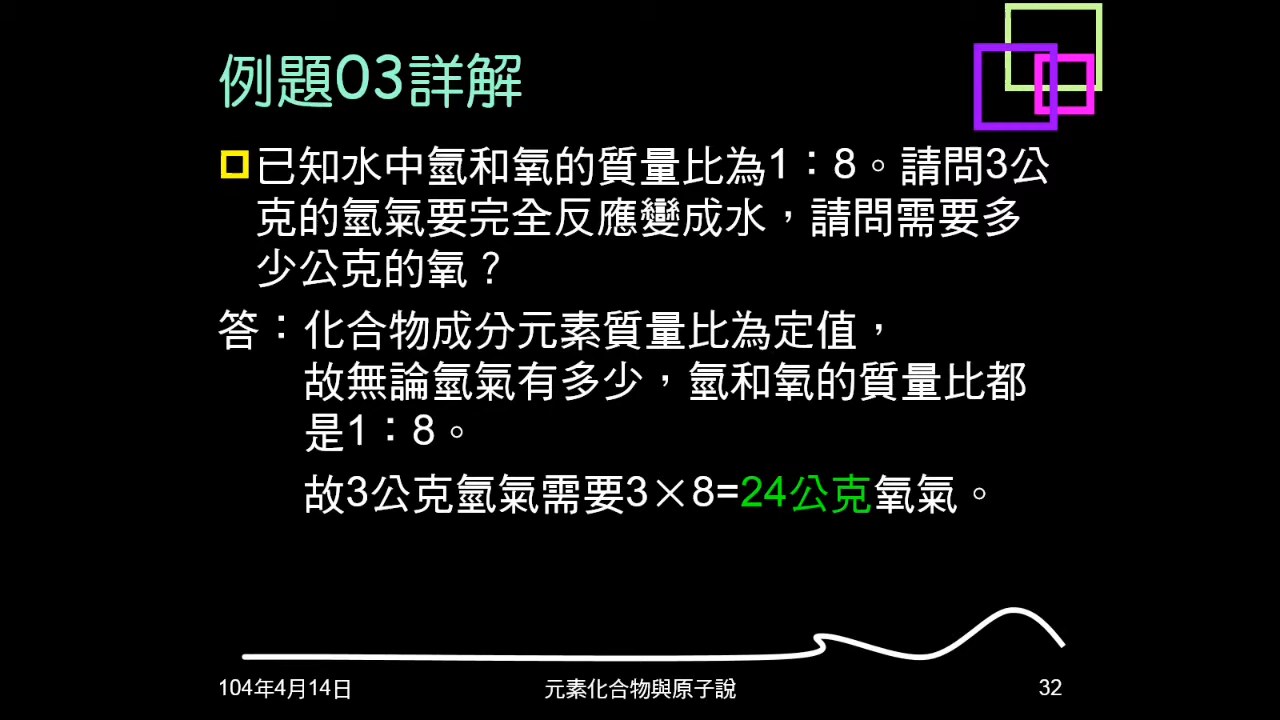 例題03詳解
已知水中氫和氧的質量比為1：8。請問3公
克的氫氣要完全反應變成水，請問需要多
少公克的氧？
答：化合物成分元素質量比為定值，
故無論氫氣有多少，氫和氧的質量比都
是1：8。
故3公克氫氣需要3×8=24公克氧氣。
104年4月14日
元素化合物與原子說
32